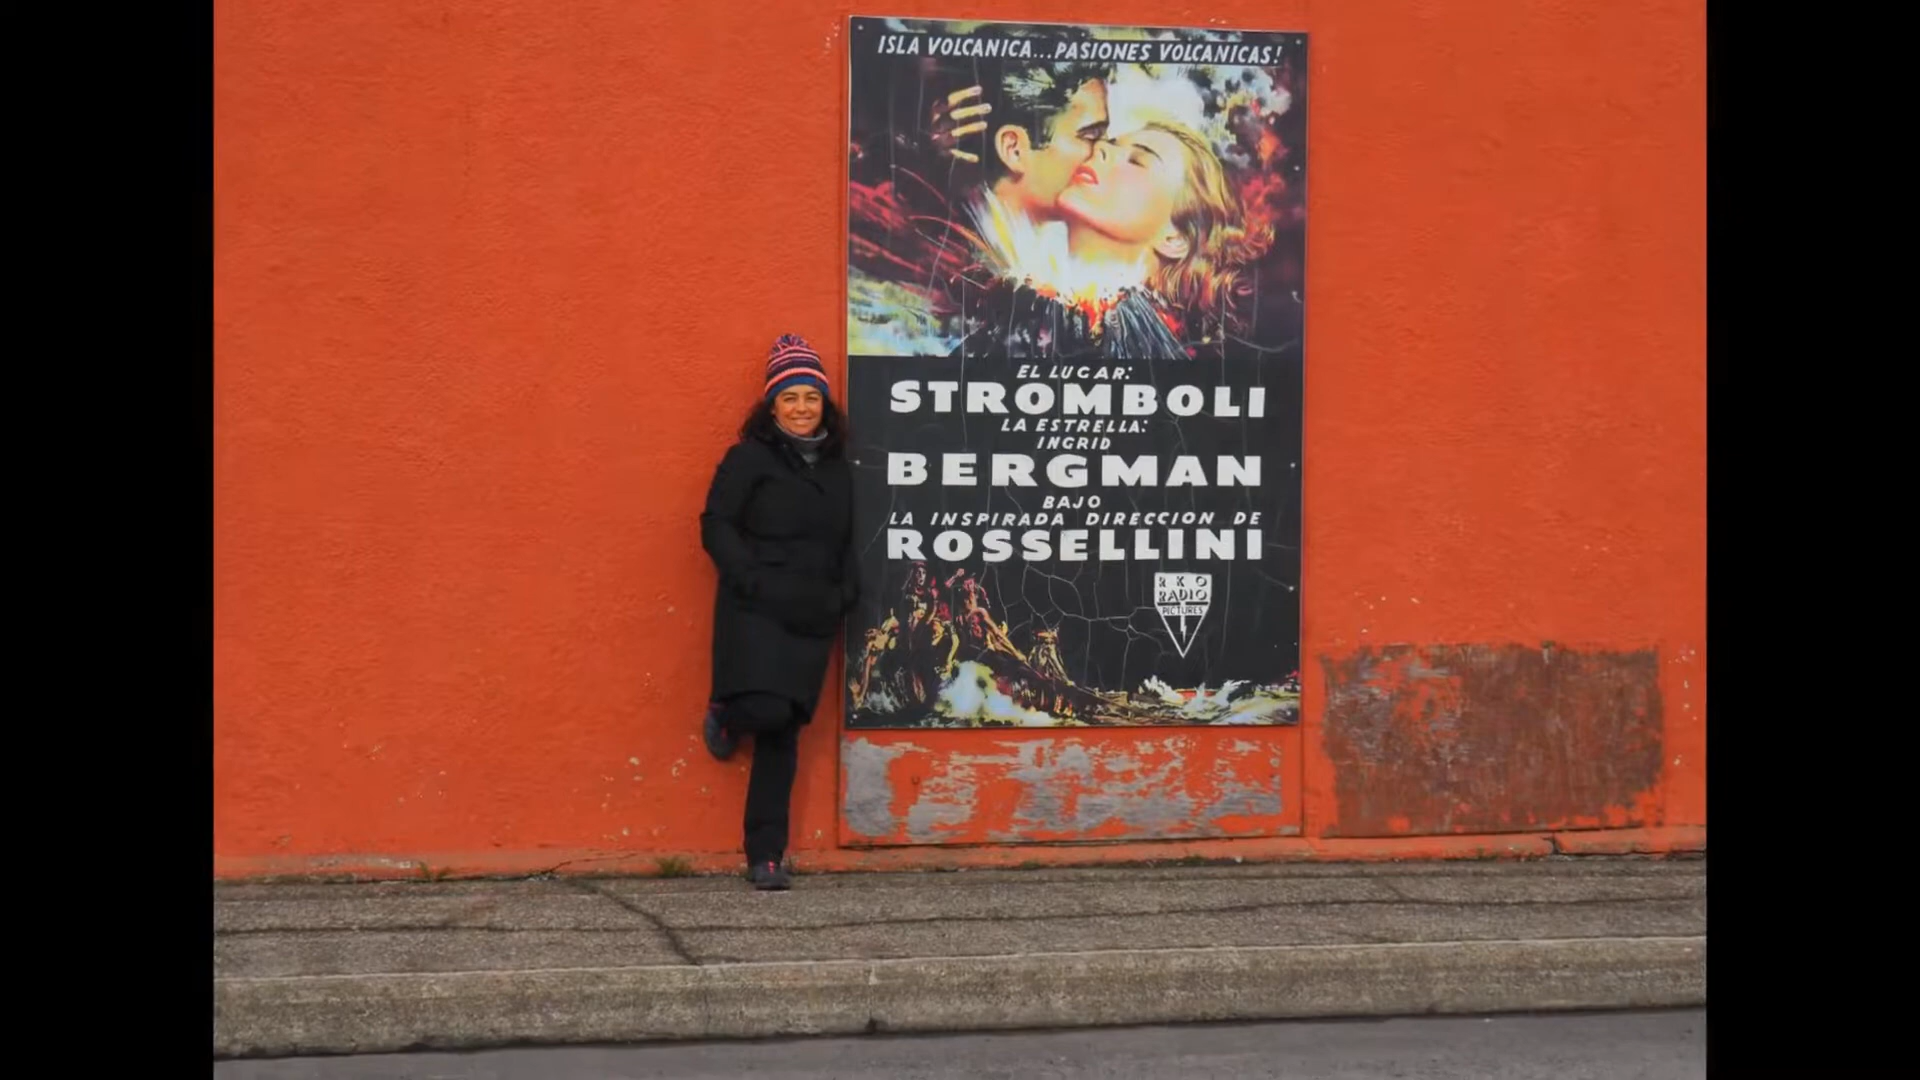 ISLA VOLCANICA...PASIONES VOLCANICAS!
EL LUGAR:
STROMBOLI
LA ESTRELLA:
INGRID
BERGMAN
BAJO
LA INSPIRADA DIRECCION DE
ROSSELLINI
RKO
RADIO
PICTURES